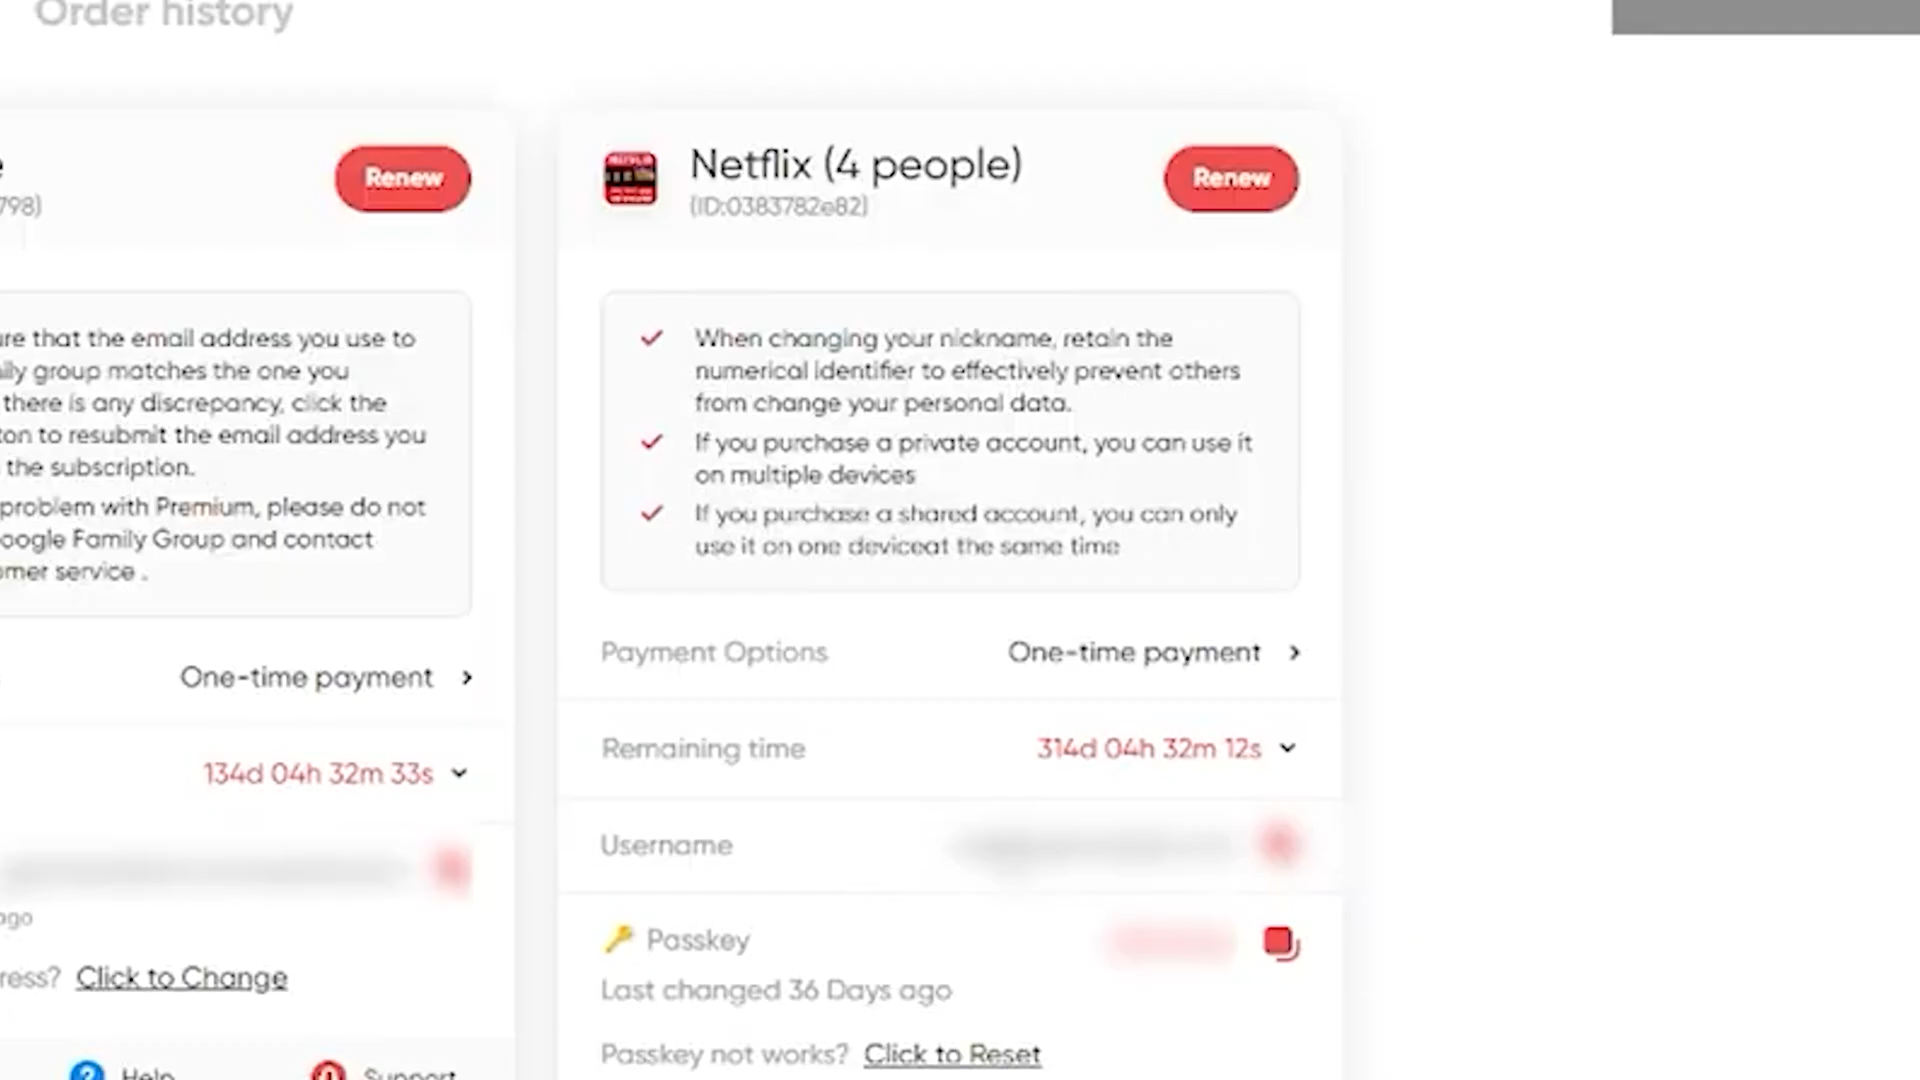 Order history
Renew
798)
ure that the email address you use to
ily group matches the one you
there is any discrepancy, click the
ton to resubmit the email address you
the subscription.
problem with Premium, please do not
oogle Family Group and contact
omer service .
One-time payment
134d 04h 32m 33s
ago
ress? Click to Change
Help
Support
Netflix (4 people)
(ID:0383782e82)
Renew
When changing your nickname, retain the
numerical identifier to effectively prevent others
from change your personal data.
If you purchase a private account, you can use it
on multiple devices
If you purchase a shared account, you can only
use it on one deviceat the same time
Payment Options
One-time payment
Remaining time
314d 04h 32m 12s
Username
Passkey
Last changed 36 Days ago
Passkey not works? Click to Reset